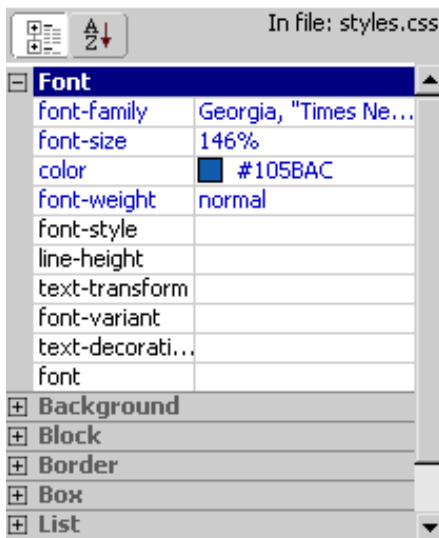 A Z In file: styles.css
Font
font-family Georgia, "Times Ne...
font-size 146%
color #105BAC
font-weight normal
font-style
line-height
text-transform
font-variant
text-decorati...
font
Background
Block
Border
Box
List